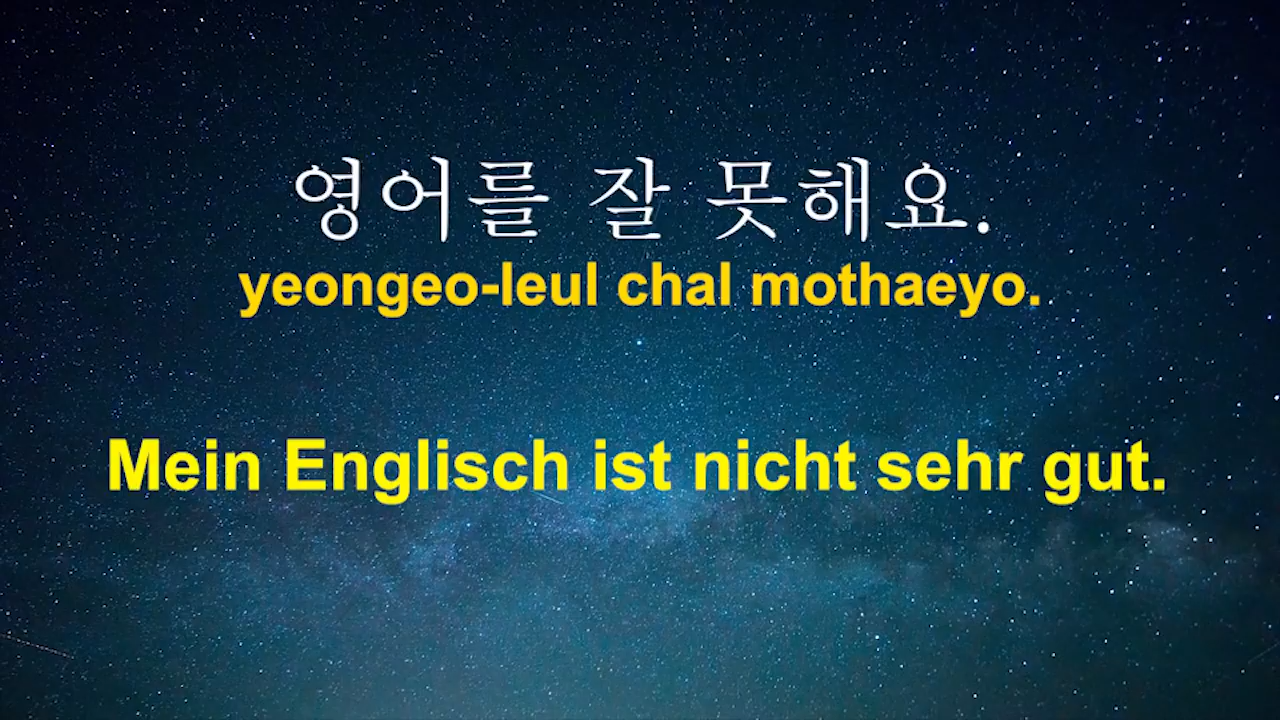 영어를 잘 못해요.
yeongeo-leul chal mothaeyo.
Mein Englisch ist nicht sehr gut.